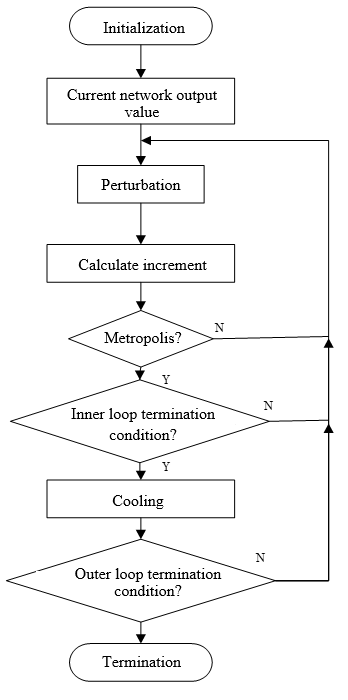 Initialization
Current network output
value
Perturbation
Calculate increment
Metropolis?
N
Y
Inner loop termination
condition?
N
Y
Cooling
N
Outer loop termination
condition?
Termination